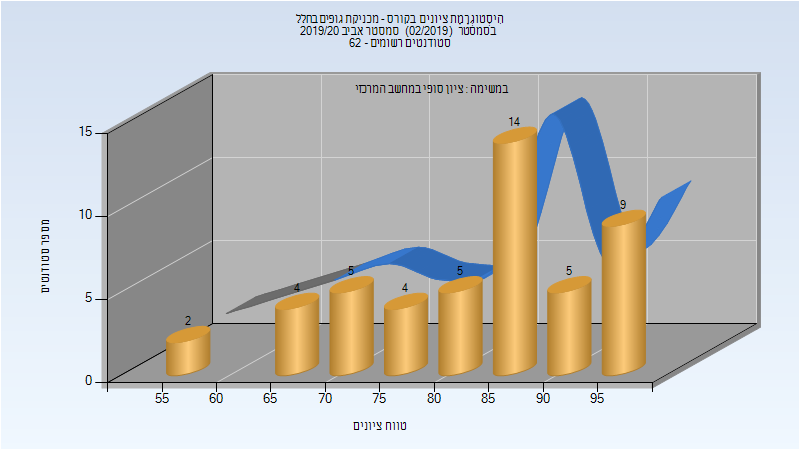 היסטוגרמת ציונים בקורס - מכניקת גופים בחלל
בסמסטר (02/2019) סמסטר אביב 2019/20
סטודנטים רשומים - 62
במשימה : ציון סופי במחשב המרכזי
15
10
5
0
מספר סטודנטים
2
4
5
4
5
14
5
9
55 60 65 70 75 80 85 90 95
טווח ציונים